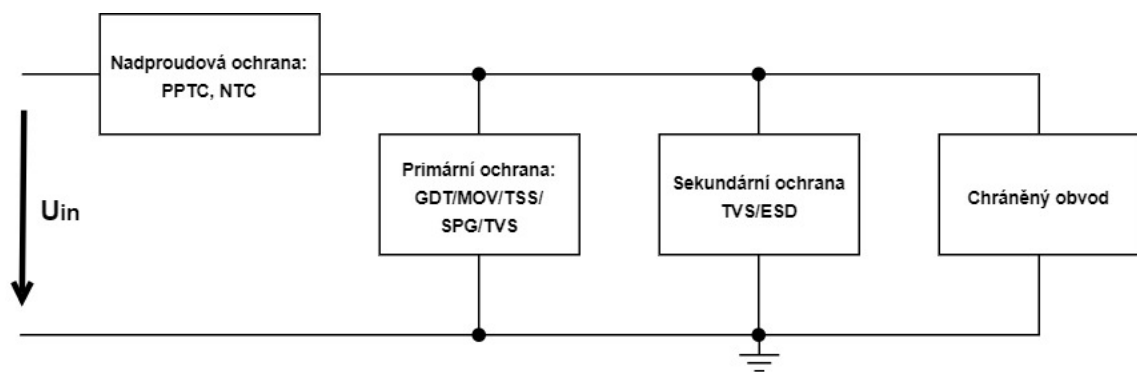 Nadproudová ochrana:
PPTC, NTC
Uin
Primární ochrana:
GDT/MOV/TSS/
SPG/TVS
Sekundární ochrana
TVS/ESD
Chráněný obvod